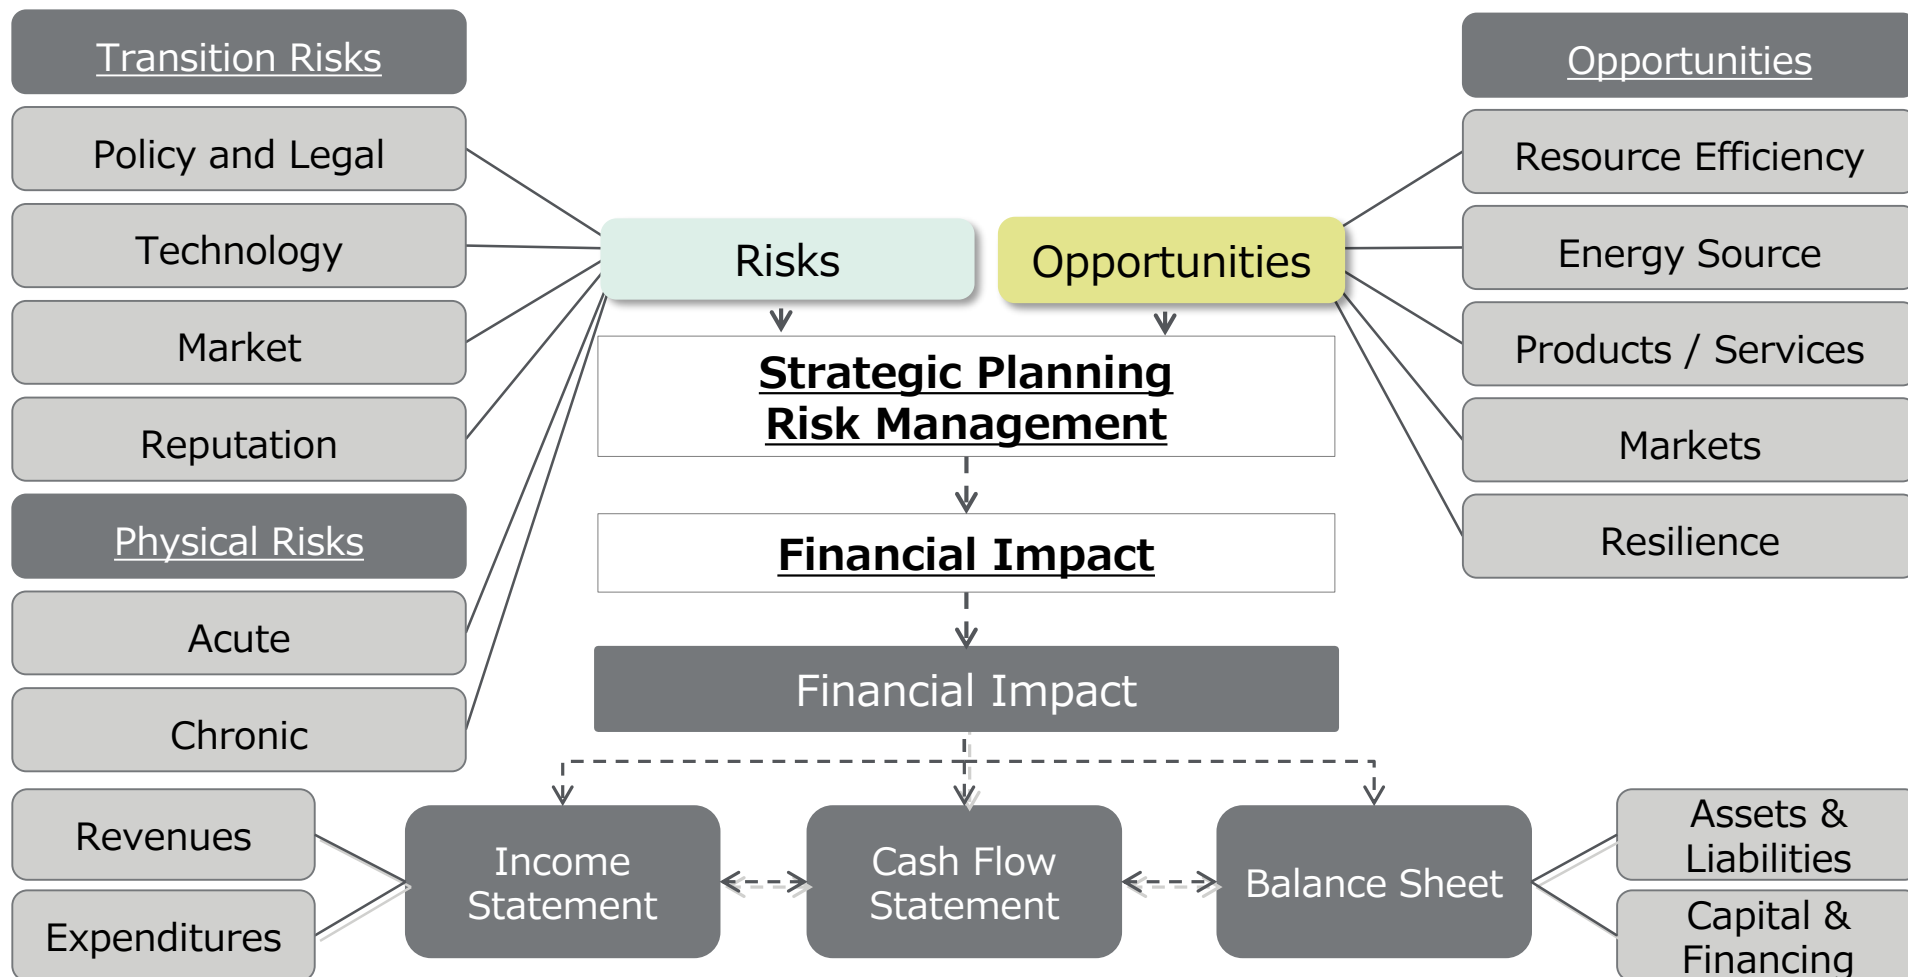 Transition Risks
Policy and Legal
Technology
Market
Reputation
Physical Risks
Acute
Chronic
Risks
Opportunities
Strategic Planning
Risk Management
Financial Impact
Financial Impact
Opportunities
Resource Efficiency
Energy Source
Products / Services
Markets
Resilience
Revenues
Expenditures
Income
Statement
Cash Flow
Statement
Balance Sheet
Assets &
Liabilities
Capital &
Financing